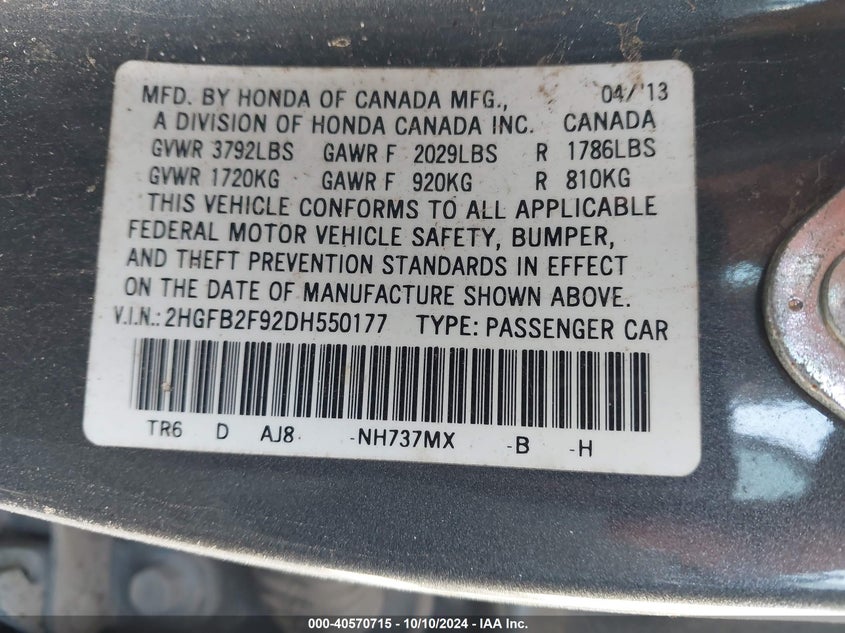 MFD. BY HONDA OF CANADA MFG., 04/'13
A DIVISION OF HONDA CANADA INC. CANADA
GVWR 3792LBS GAWR F 2029LBS R 1786LBS
GVWR 1720KG GAWR F 920KG R 810KG
THIS VEHICLE CONFORMS TO ALL APPLICABLE
FEDERAL MOTOR VEHICLE SAFETY, BUMPER,
AND THEFT PREVENTION STANDARDS IN EFFECT
ON THE DATE OF MANUFACTURE SHOWN ABOVE.
V.I.N.: 2HGFB2F92DH550177 TYPE: PASSENGER CAR
TR6 D AJ8 -NH737MX -B -H
000-40570715 - 10/10/2024 - IAA Inc.